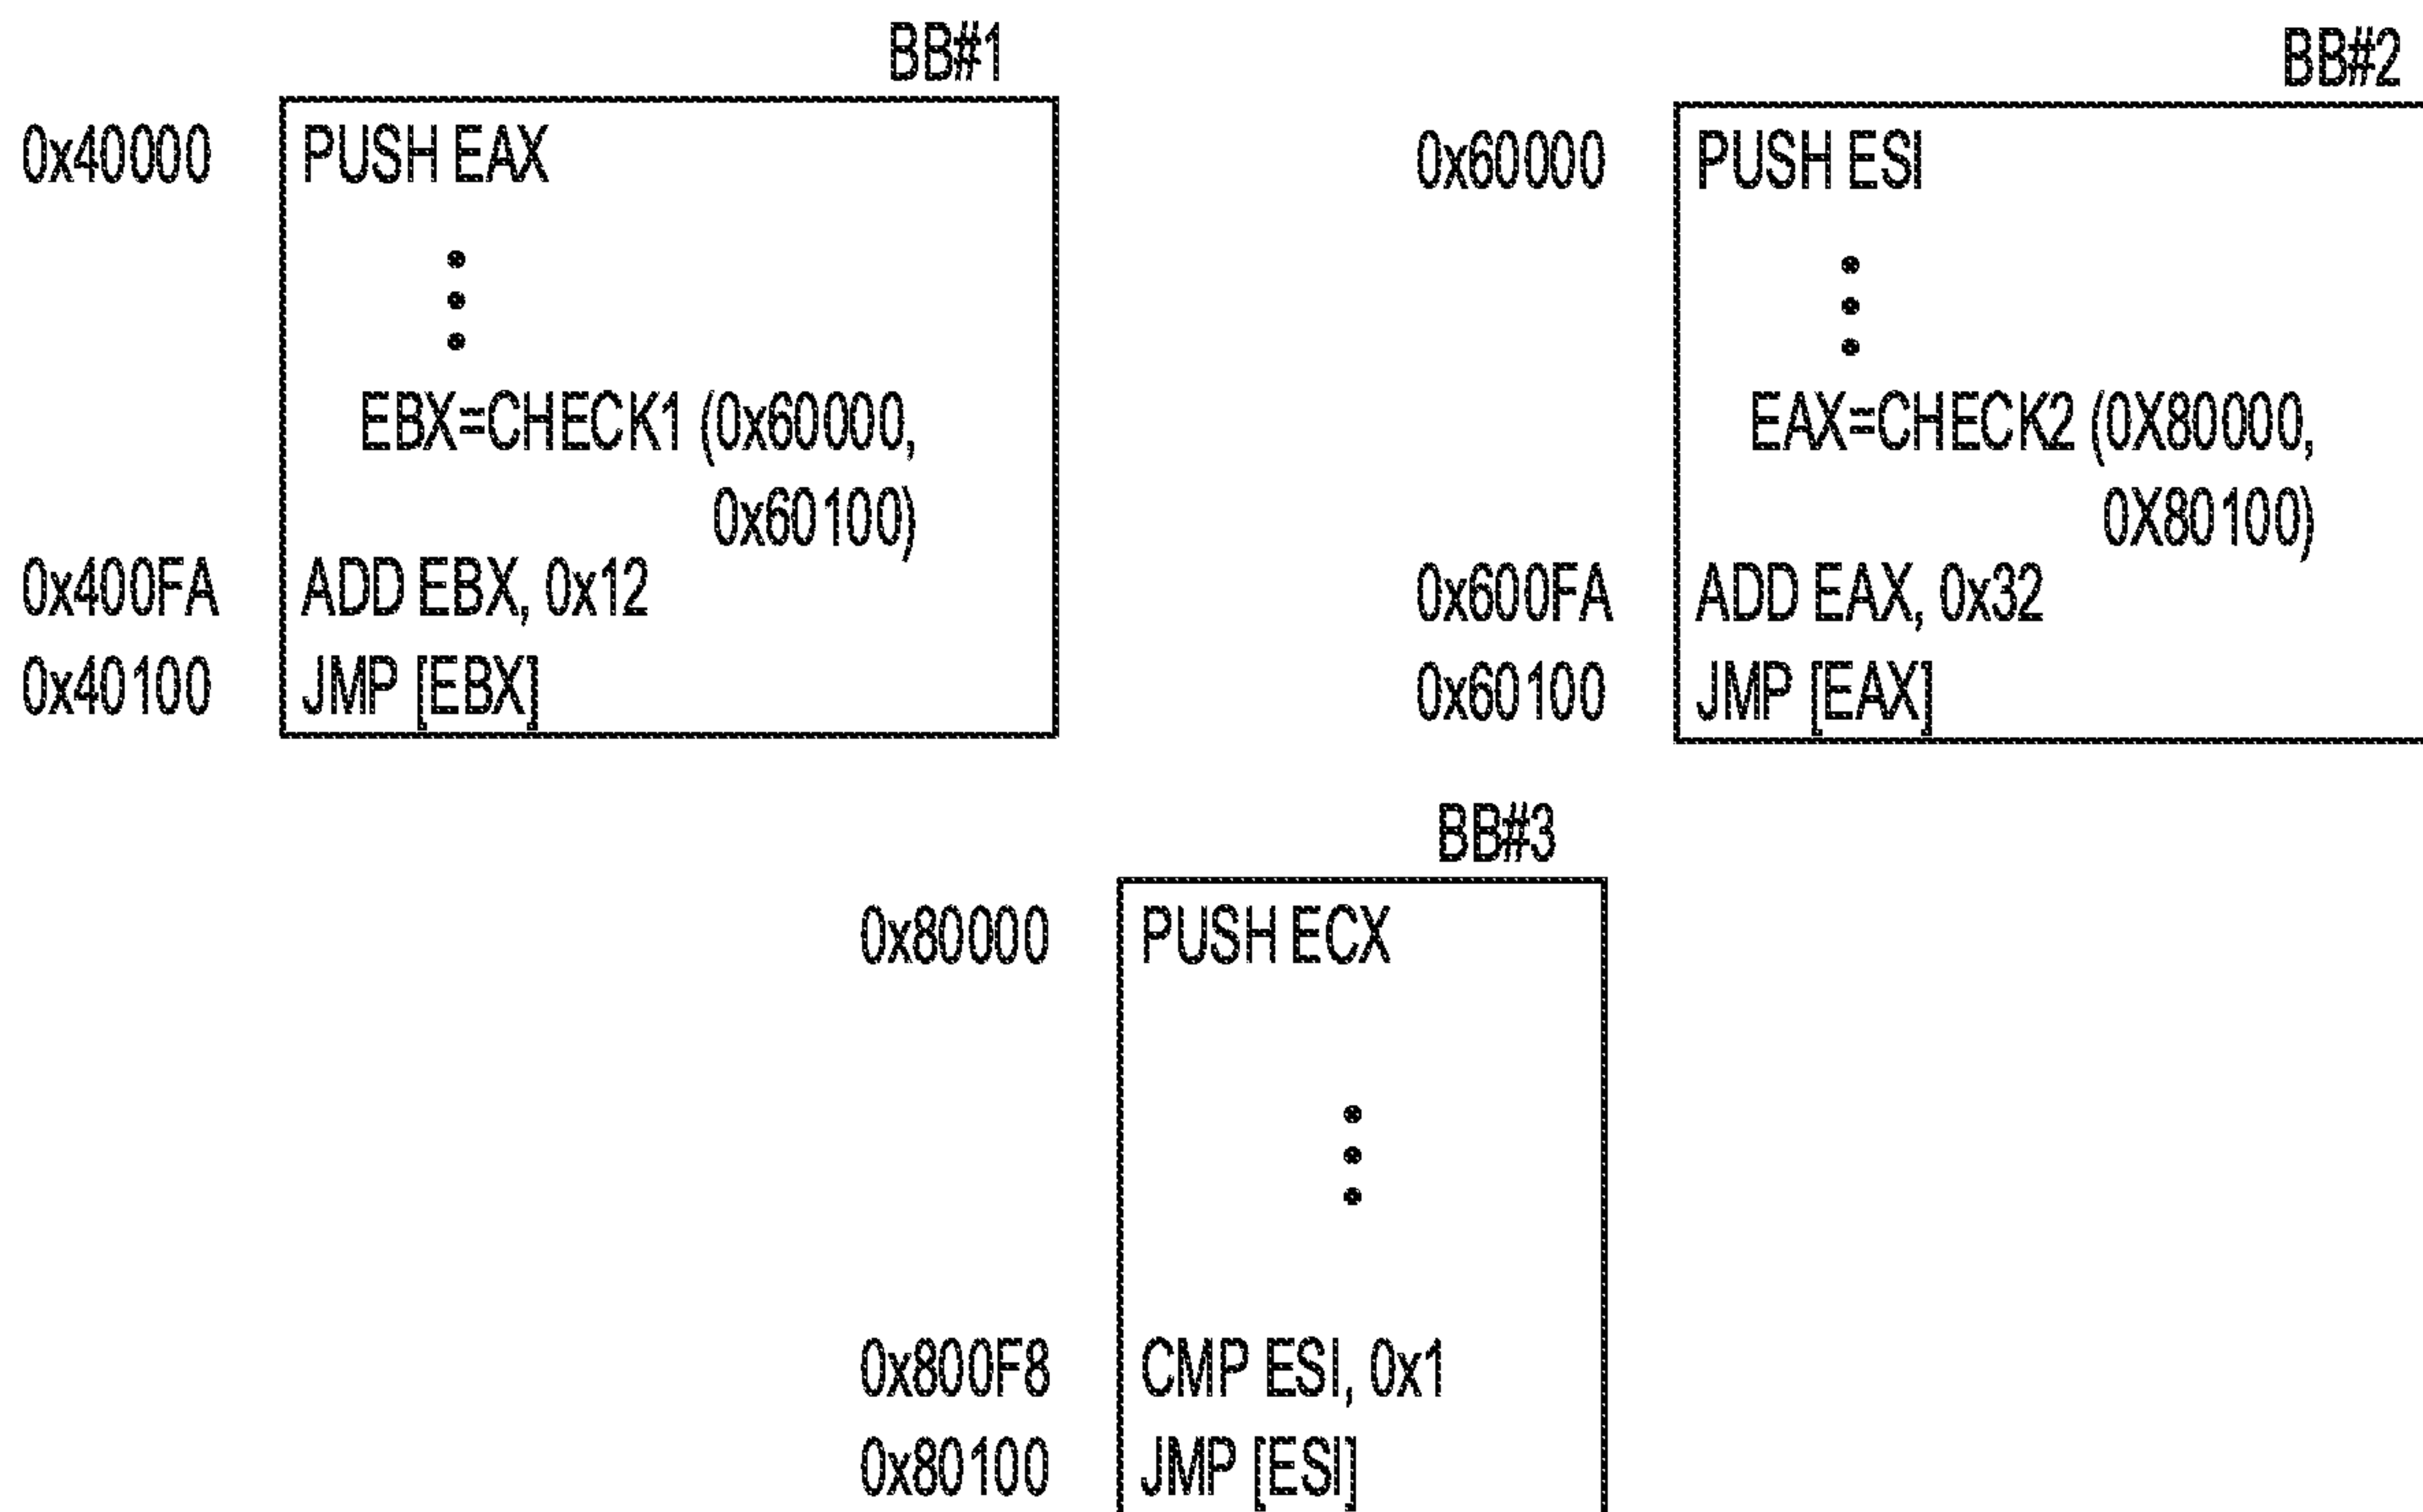 BB#1
0x40000 PUSH EAX
EBX=CHECK1 (0x60000,
0x60100)
0x400FA ADD EBX, 0x12
0x40100 JMP [EBX]
BB#2
0x60000 PUSH ESI
EAX=CHECK2 (0X80000,
0X80100)
0x600FA ADD EAX, 0x32
0x60100 JMP [EAX]
BB#3
0x80000 PUSH ECX
0x800F8 CMP ESI, 0x1
0x80100 JMP [ESI]